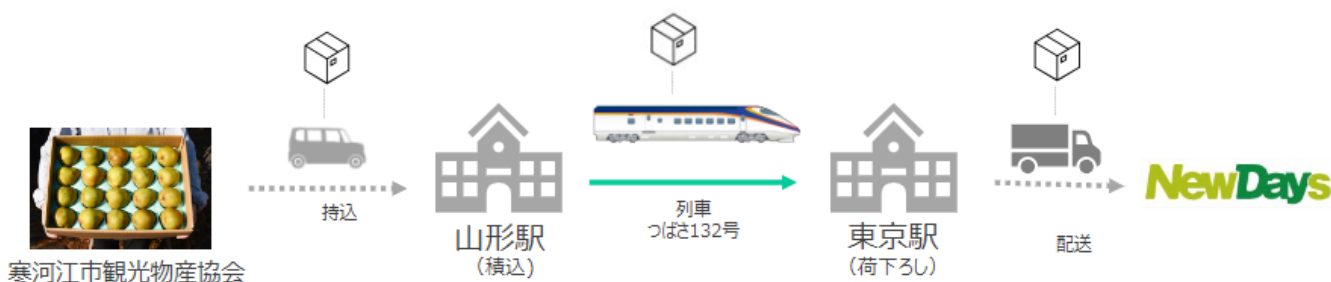 寒河江市観光物産協会
持込
山形駅
（積込）
列車
つばさ132号
東京駅
（荷下ろし）
配送
NewDays